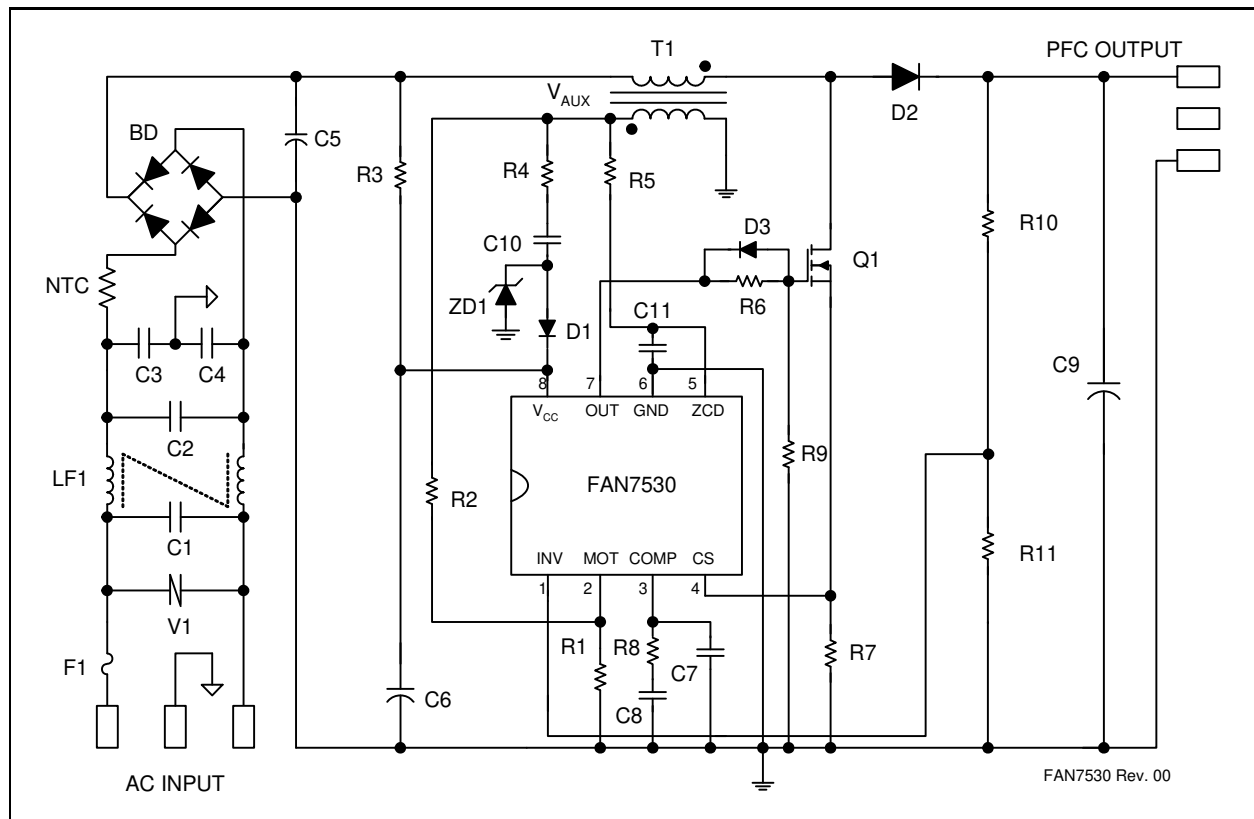 T1
PFC OUTPUT
VAUX
D2
BD
C5
R3
R4
R5
R10
D3
C10
Q1
NTC
R6
ZD1
C11
D1
C3
C4
C9
8
7
6
5
VCC
OUT
GND
ZCD
C2
R9
LF1
R2
FAN7530
C1
R11
INV
MOT
COMP
CS
1
2
3
4
V1
R1
R8
R7
F1
C7
C6
C8
AC INPUT
FAN7530 Rev. 00